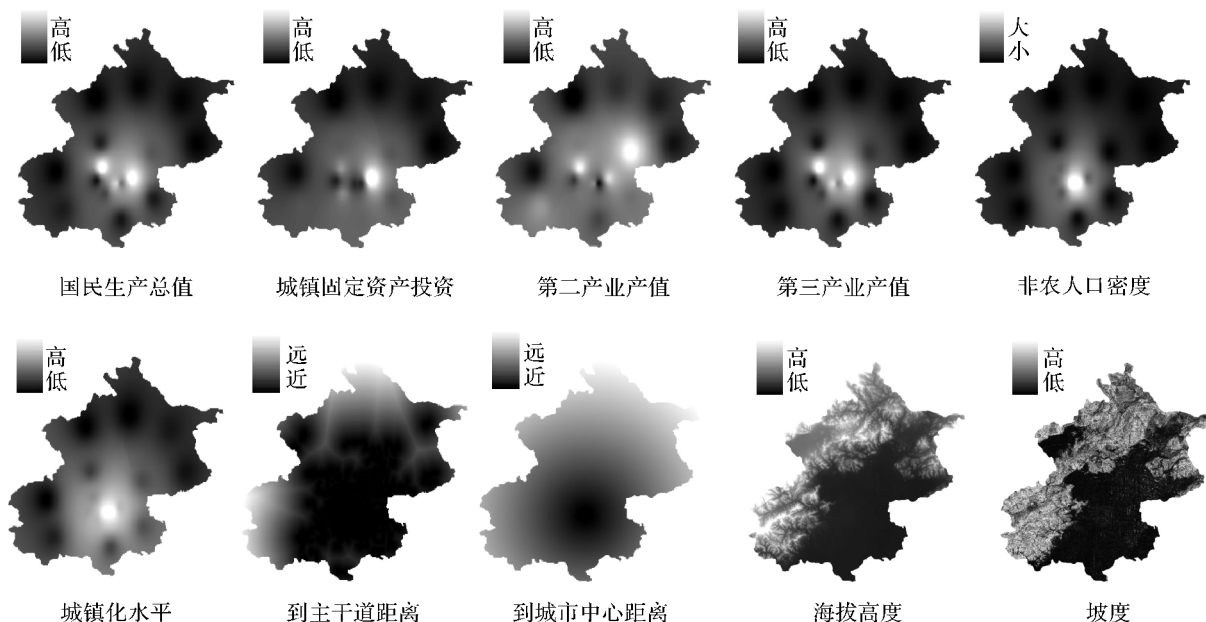 高
低
高
低
高
低
高
低
大
小
国民生产总值
城镇固定资产投资
第二产业产值
第三产业产值
非农人口密度
高
低
远
近
远
近
高
低
高
低
城镇化水平
到主干道距离
到城市中心距离
海拔高度
坡度